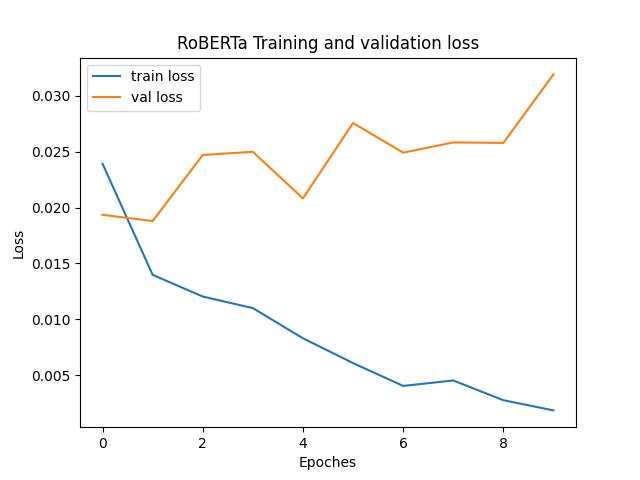 RoBERTa Training and validation loss
train loss
val loss
0.030
0.025
0.020
0.015
0.010
0.005
Loss
0 2 4 6 8
Epoches